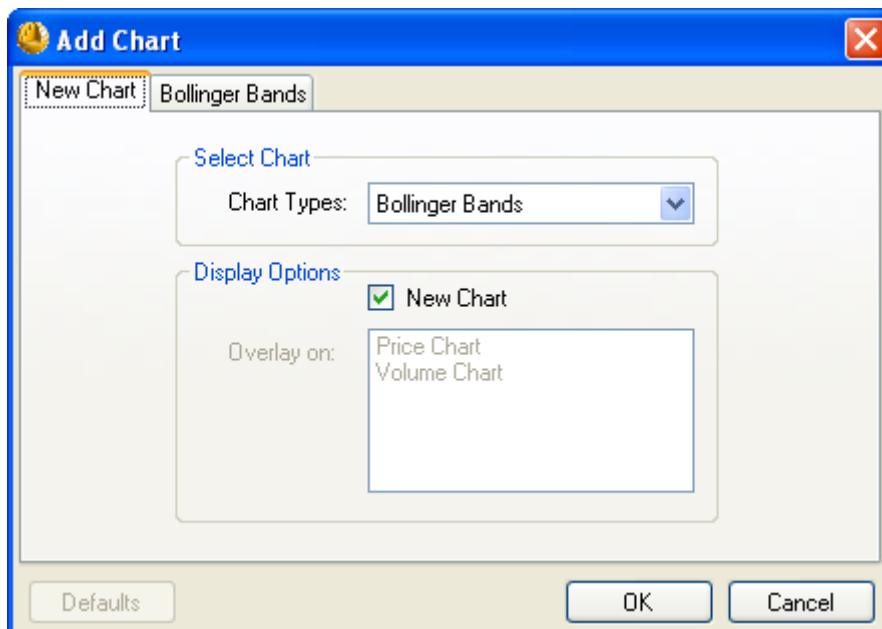 Add Chart
New Chart Bollinger Bands
Select Chart
Chart Types: Bollinger Bands
Display Options
New Chart
Overlay on: Price Chart
Volume Chart
Defaults OK Cancel